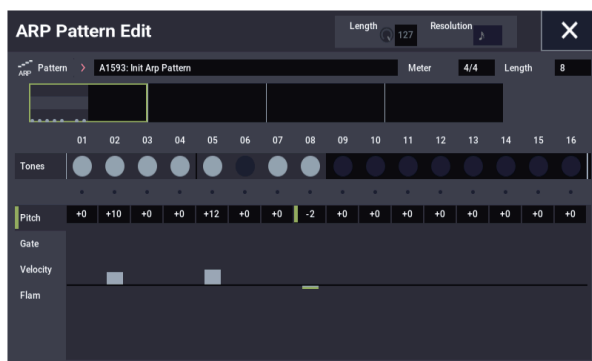 ARP Pattern Edit Length 127 Resolution ♪ X
ARP Pattern > A1593: Init Arp Pattern Meter 4/4 Length 8
01 02 03 04 05 06 07 08 09 10 11 12 13 14 15 16
Tones
Pitch +0 +10 +0 +0 +12 +0 +0 -2 +0 +0 +0 +0 +0 +0 +0 +0
Gate
Velocity
Flam